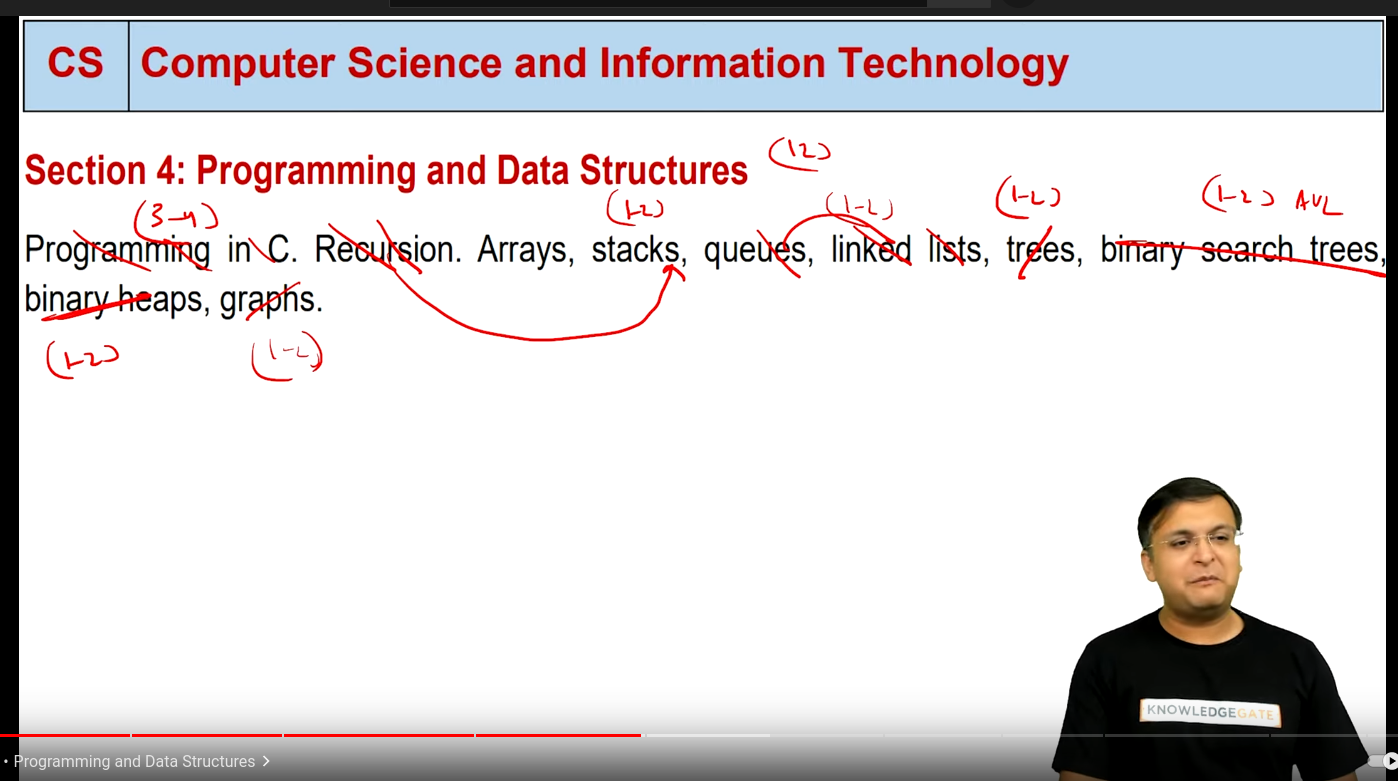 CS Computer Science and Information Technology
Section 4: Programming and Data Structures (12)
(3-4) (1-2) (1-2) (1-2) (1-2) AVL
Programming in C. Recursion. Arrays, stacks, queues, linked lists, trees, binary search trees,
binary heaps, graphs.
(1-2) (1-2)
KNOWLEDGEGATE
• Programming and Data Structures >